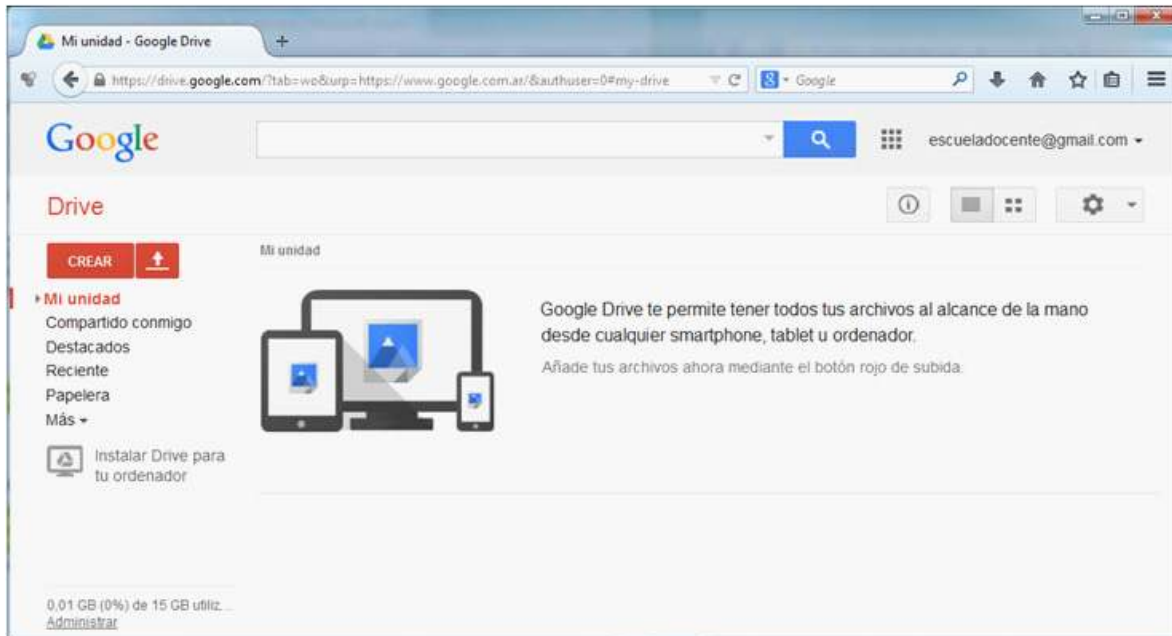 Mi unidad - Google Drive
https://drive.google.com/?tab=wo&urp=https://www.google.com.ar/&authuser=0#my-drive
Google
Google
escueladocente@gmail.com
Drive
CREAR
Mi unidad
Mi unidad
Compartido conmigo
Destacados
Reciente
Papelera
Más
Instalar Drive para
tu ordenador
Google Drive te permite tener todos tus archivos al alcance de la mano
desde cualquier smartphone, tablet u ordenador.
Añade tus archivos ahora mediante el botón rojo de subida.
0,01 GB (0%) de 15 GB utiliz...
Administrar